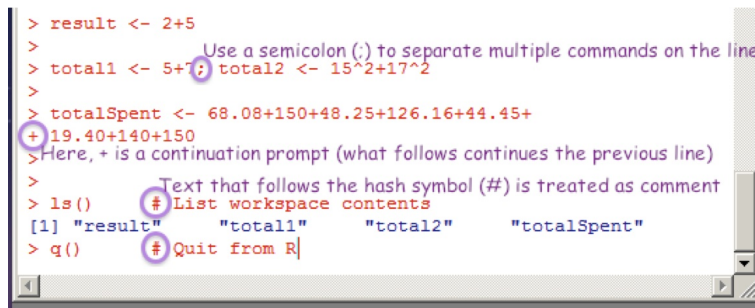 > result <- 2+5
>
Use a semicolon (;) to separate multiple commands on the line
> total1 <- 5+7; total2 <- 15^2+17^2
>
> totalSpent <- 68.08+150+48.25+126.16+44.45+
+ 19.40+140+150
> Here, + is a continuation prompt (what follows continues the previous line)
>
Text that follows the hash symbol (#) is treated as comment
> ls() # List workspace contents
[1] "result" "total1" "total2" "totalSpent"
> q() # Quit from R